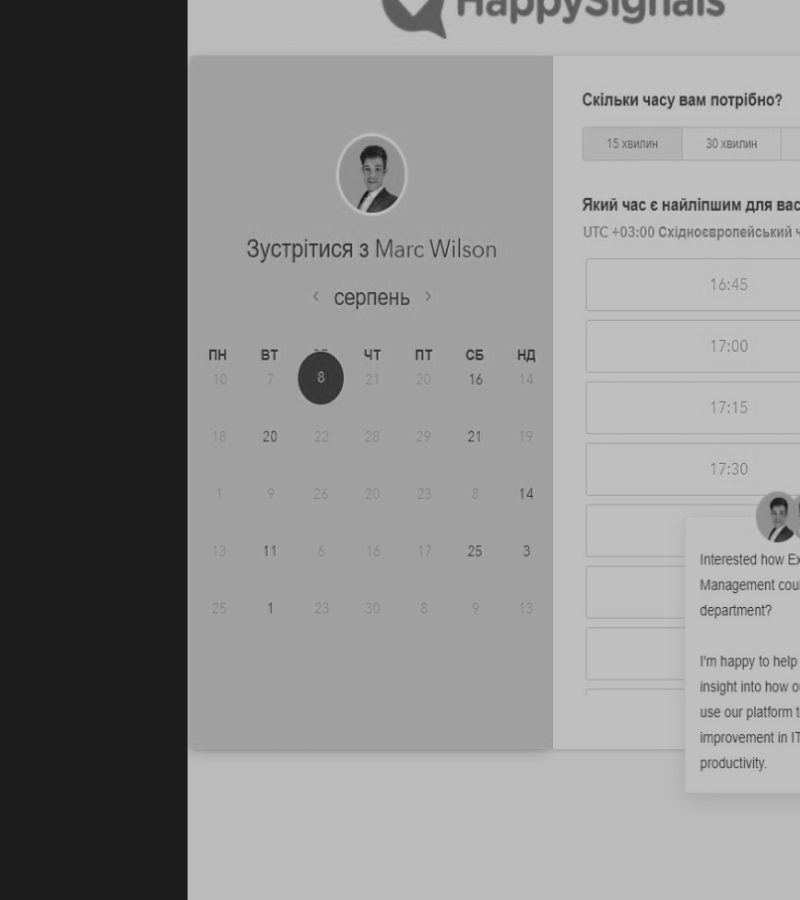 HappySignals
Зустрітися з Marc Wilson
‹ серпень ›
ПН ВТ ЧТ ПТ СБ НД
10 7 8 21 20 16 14
18 20 22 28 29 21 19
1 9 26 20 23 8 14
13 11 6 16 17 25 3
25 1 23 30 8 9 13
Скільки часу вам потрібно?
15 хвилин 30 хвилин
Який час є найліпшим для вас
UTC +03:00 Східноєвропейський ч
16:45
17:00
17:15
17:30
Interested how Ex
Management coul
department?
I'm happy to help
insight into how o
use our platform t
improvement in IT
productivity.